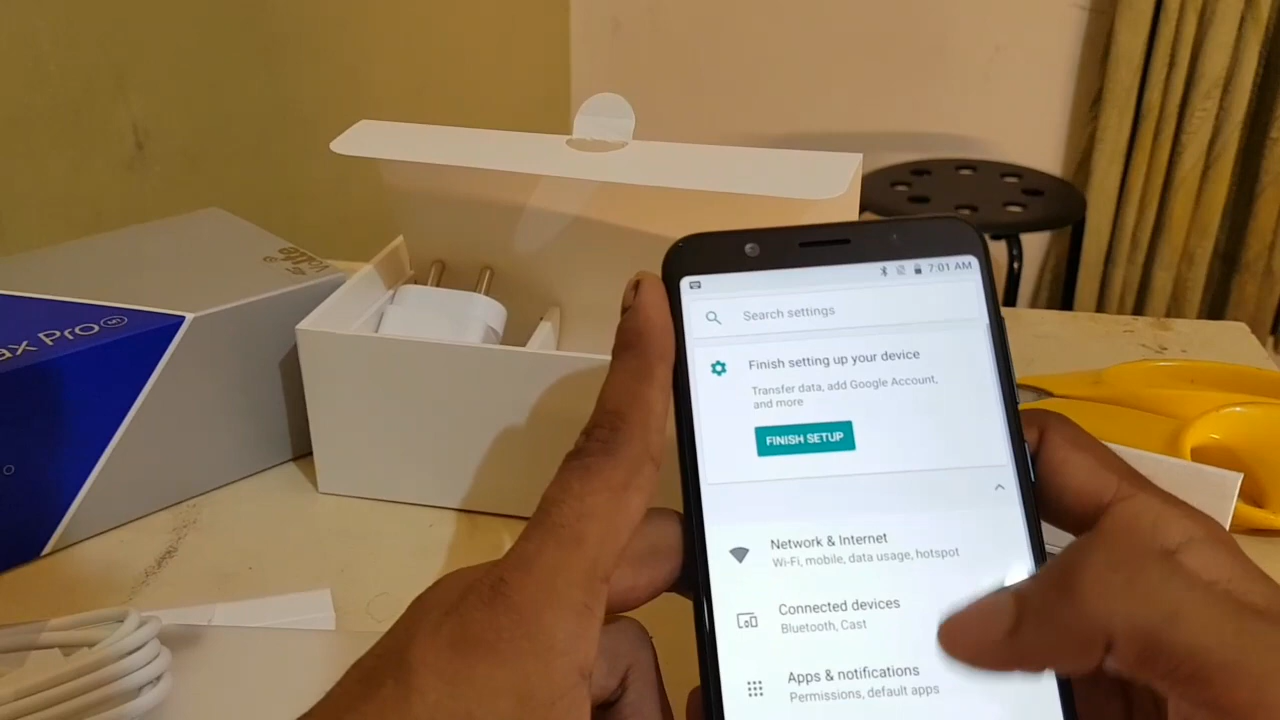 ax Pro M1
7:01 AM
Search settings
Finish setting up your device
Transfer data, add Google Account,
and more
FINISH SETUP
Network & Internet
Wi-Fi, mobile, data usage, hotspot
Connected devices
Bluetooth, Cast
Apps & notifications
Permissions, default apps